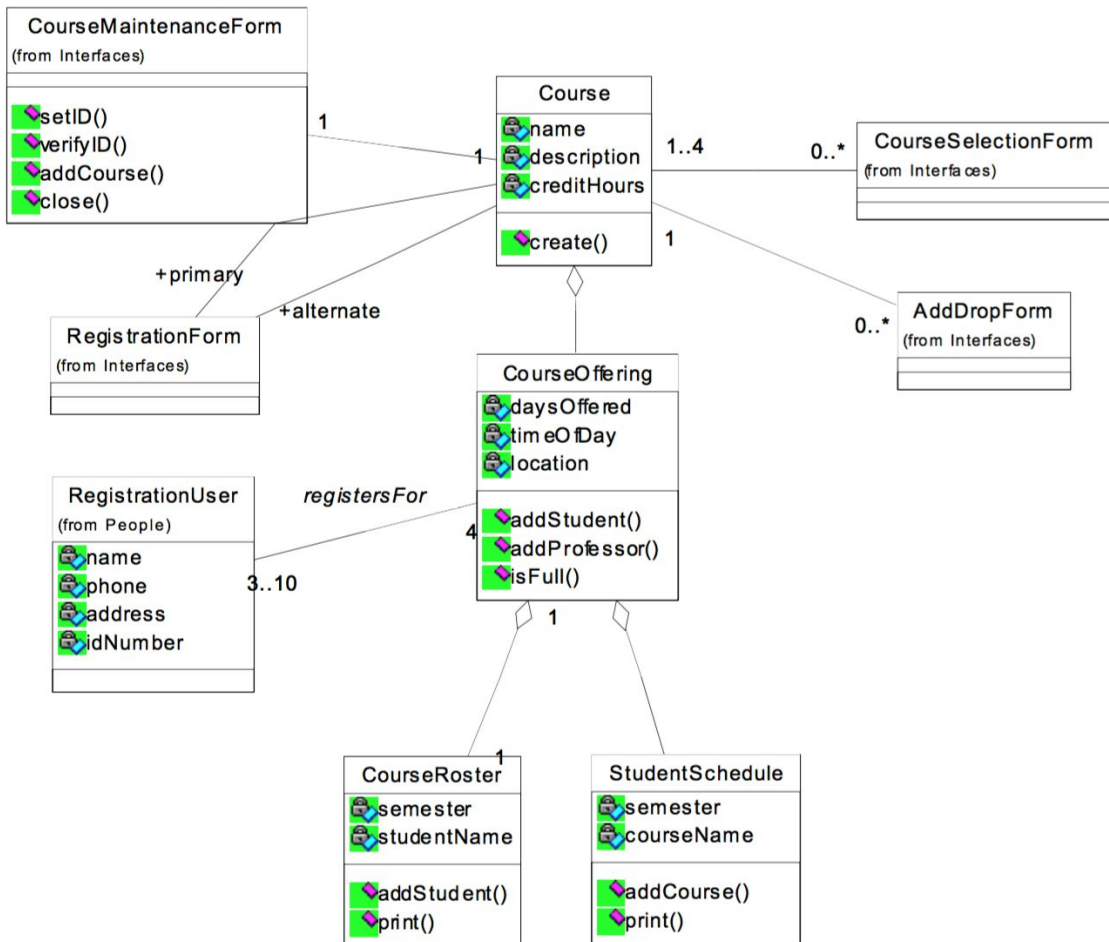 CourseMaintenanceForm
(from Interfaces)
setID()
verifyID()
addCourse()
close()
1
1
Course
name
description
creditHours
create()
1..4
0..*
CourseSelectionForm
(from Interfaces)
1
0..*
AddDropForm
(from Interfaces)
+primary
+alternate
RegistrationForm
(from Interfaces)
CourseOffering
daysOffered
timeOfDay
location
addStudent()
addProfessor()
isFull()
registersFor
4
3..10
RegistrationUser
(from People)
name
phone
address
idNumber
1
1
CourseRoster
semester
studentName
addStudent()
print()
StudentSchedule
semester
courseName
addCourse()
print()